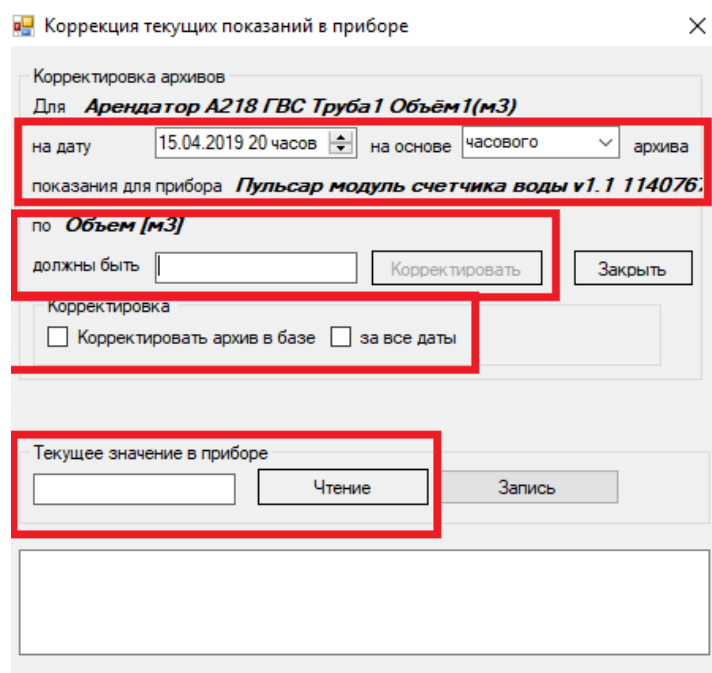 Коррекция текущих показаний в приборе
Корректировка архивов
Для Арендатор А218 ГВС Труба1 Объём1(м3)
на дату 15.04.2019 20 часов на основе часового архива
показания для прибора Пульсар модуль счетчика воды v1.1 114076
по Объем [м3]
должны быть Корректировать Закрыть
Корректировка
Корректировать архив в базе за все даты
Текущее значение в приборе
Чтение Запись